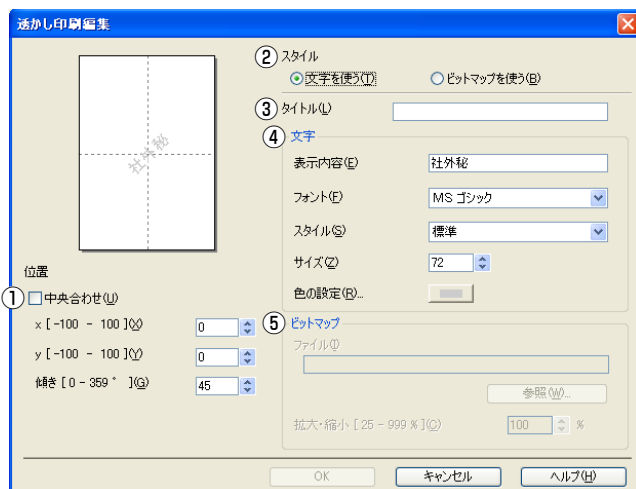 透かし印刷編集
社外秘
位置
① 中央合わせ(U)
x [-100 - 100 ](X) 0
y [-100 - 100 ](Y) 0
傾き [ 0 - 359 ° ](G) 45
② スタイル
文字を使う(T) ビットマップを使う(B)
③ タイトル(L)
④ 文字
表示内容(E) 社外秘
フォント(F) MS ゴシック
スタイル(S) 標準
サイズ(Z) 72
色の設定(R)...
⑤ ビットマップ
ファイル(I)
参照(W)...
拡大・縮小 [ 25 - 999 % ](C) 100 %
OK キャンセル ヘルプ(H)